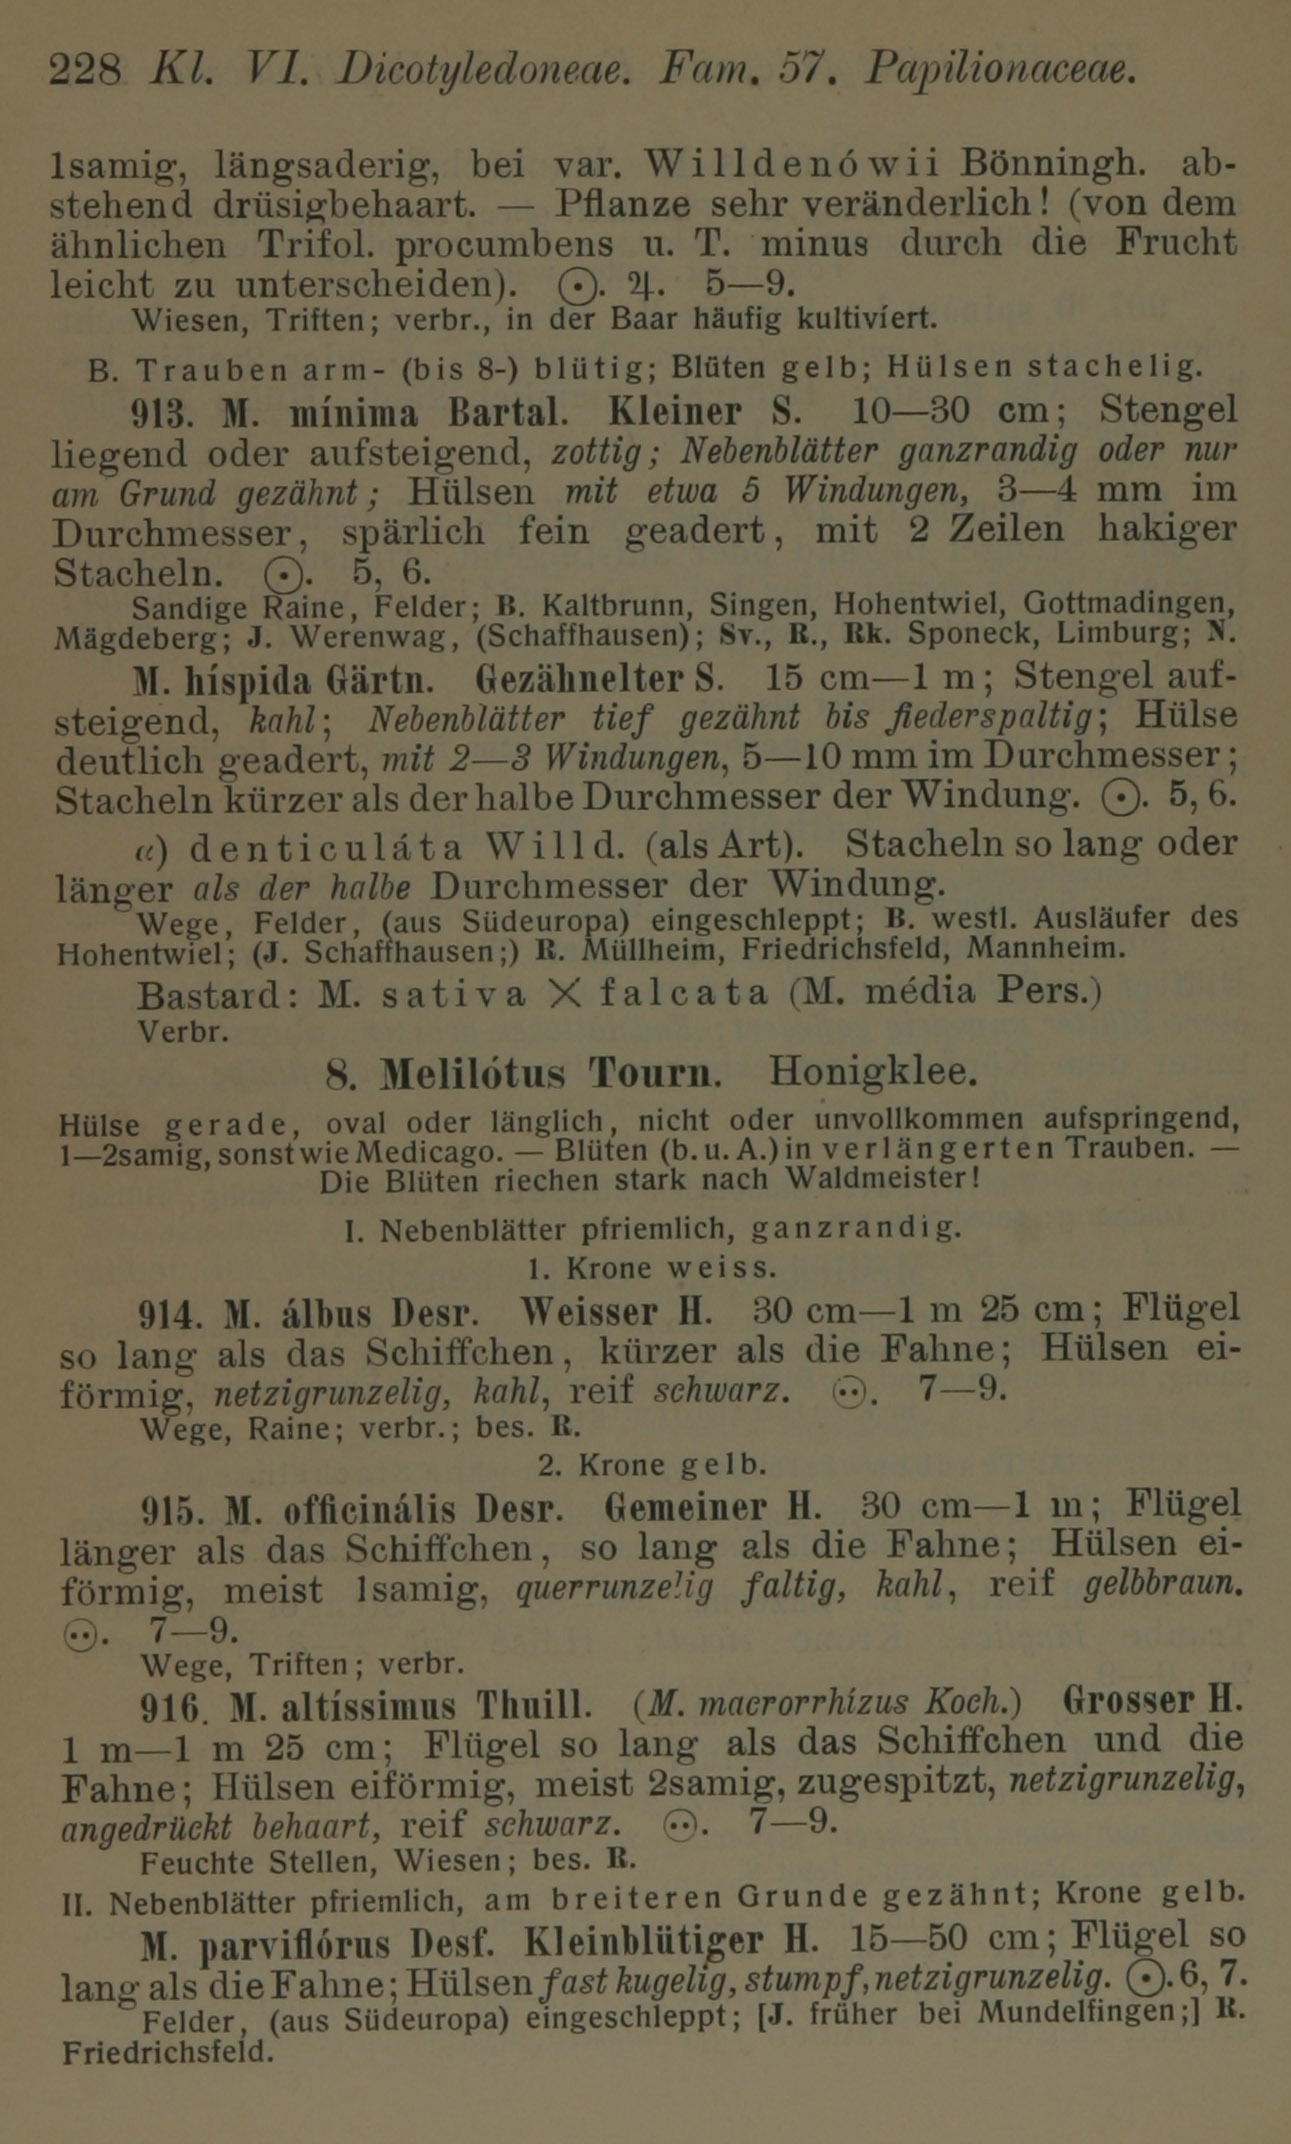 228 Kl. VI. Dicotyledoneae. Fam. 57. Papilionaceae.
1samig, längsaderig, bei var. Willdenówii Bönningh. ab-
stehend drüsigbehaart. — Pflanze sehr veränderlich! (von dem
ähnlichen Trifol. procumbens u. T. minus durch die Frucht
leicht zu unterscheiden). ⊙. ♃. 5—9.
Wiesen, Triften; verbr., in der Baar häufig kultiviert.
B. Trauben arm- (bis 8-) blütig; Blüten gelb; Hülsen stachelig.
913. M. mínima Bartal. Kleiner S. 10—30 cm; Stengel
liegend oder aufsteigend, zottig; Nebenblätter ganzrandig oder nur
am Grund gezähnt; Hülsen mit etwa 5 Windungen, 3—4 mm im
Durchmesser, spärlich fein geadert, mit 2 Zeilen hakiger
Stacheln. ⊙. 5, 6.
Sandige Raine, Felder; B. Kaltbrunn, Singen, Hohentwiel, Gottmadingen,
Mägdeberg; J. Werenwag, (Schaffhausen); Sv., R., Rk. Sponeck, Limburg; N.
M. híspida Gärtn. Gezähnelter S. 15 cm—1 m; Stengel auf-
steigend, kahl; Nebenblätter tief gezähnt bis fiederspaltig; Hülse
deutlich geadert, mit 2—3 Windungen, 5—10 mm im Durchmesser;
Stacheln kürzer als der halbe Durchmesser der Windung. ⊙. 5, 6.
α) denticuláta Willd. (als Art). Stacheln so lang oder
länger als der halbe Durchmesser der Windung.
Wege, Felder, (aus Südeuropa) eingeschleppt; B. westl. Ausläufer des
Hohentwiel; (J. Schaffhausen;) R. Müllheim, Friedrichsfeld, Mannheim.
Bastard: M. sativa × falcata (M. média Pers.)
Verbr.
8. Melilótus Tourn. Honigklee.
Hülse gerade, oval oder länglich, nicht oder unvollkommen aufspringend,
1—2samig, sonst wie Medicago. — Blüten (b. u. A.) in verlängerten Trauben. —
Die Blüten riechen stark nach Waldmeister!
I. Nebenblätter pfriemlich, ganzrandig.
1. Krone weiss.
914. M. álbus Desr. Weisser H. 30 cm—1 m 25 cm; Flügel
so lang als das Schiffchen, kürzer als die Fahne; Hülsen ei-
förmig, netzigrunzelig, kahl, reif schwarz. ⊙. 7—9.
Wege, Raine; verbr.; bes. R.
2. Krone gelb.
915. M. officinális Desr. Gemeiner H. 30 cm—1 m; Flügel
länger als das Schiffchen, so lang als die Fahne; Hülsen ei-
förmig, meist 1samig, querrunzelig faltig, kahl, reif gelbbraun.
⊙. 7—9.
Wege, Triften; verbr.
916. M. altíssimus Thuill. (M. macrorrhízus Koch.) Grosser H.
1 m—1 m 25 cm; Flügel so lang als das Schiffchen und die
Fahne; Hülsen eiförmig, meist 2samig, zugespitzt, netzigrunzelig,
angedrückt behaart, reif schwarz. ⊙. 7—9.
Feuchte Stellen, Wiesen; bes. R.
II. Nebenblätter pfriemlich, am breiteren Grunde gezähnt; Krone gelb.
M. parviflórus Desf. Kleinblütiger H. 15—50 cm; Flügel so
lang als die Fahne; Hülsen fast kugelig, stumpf, netzigrunzelig. ⊙. 6, 7.
Felder, (aus Südeuropa) eingeschleppt; [J. früher bei Mundelfingen;] R.
Friedrichsfeld.